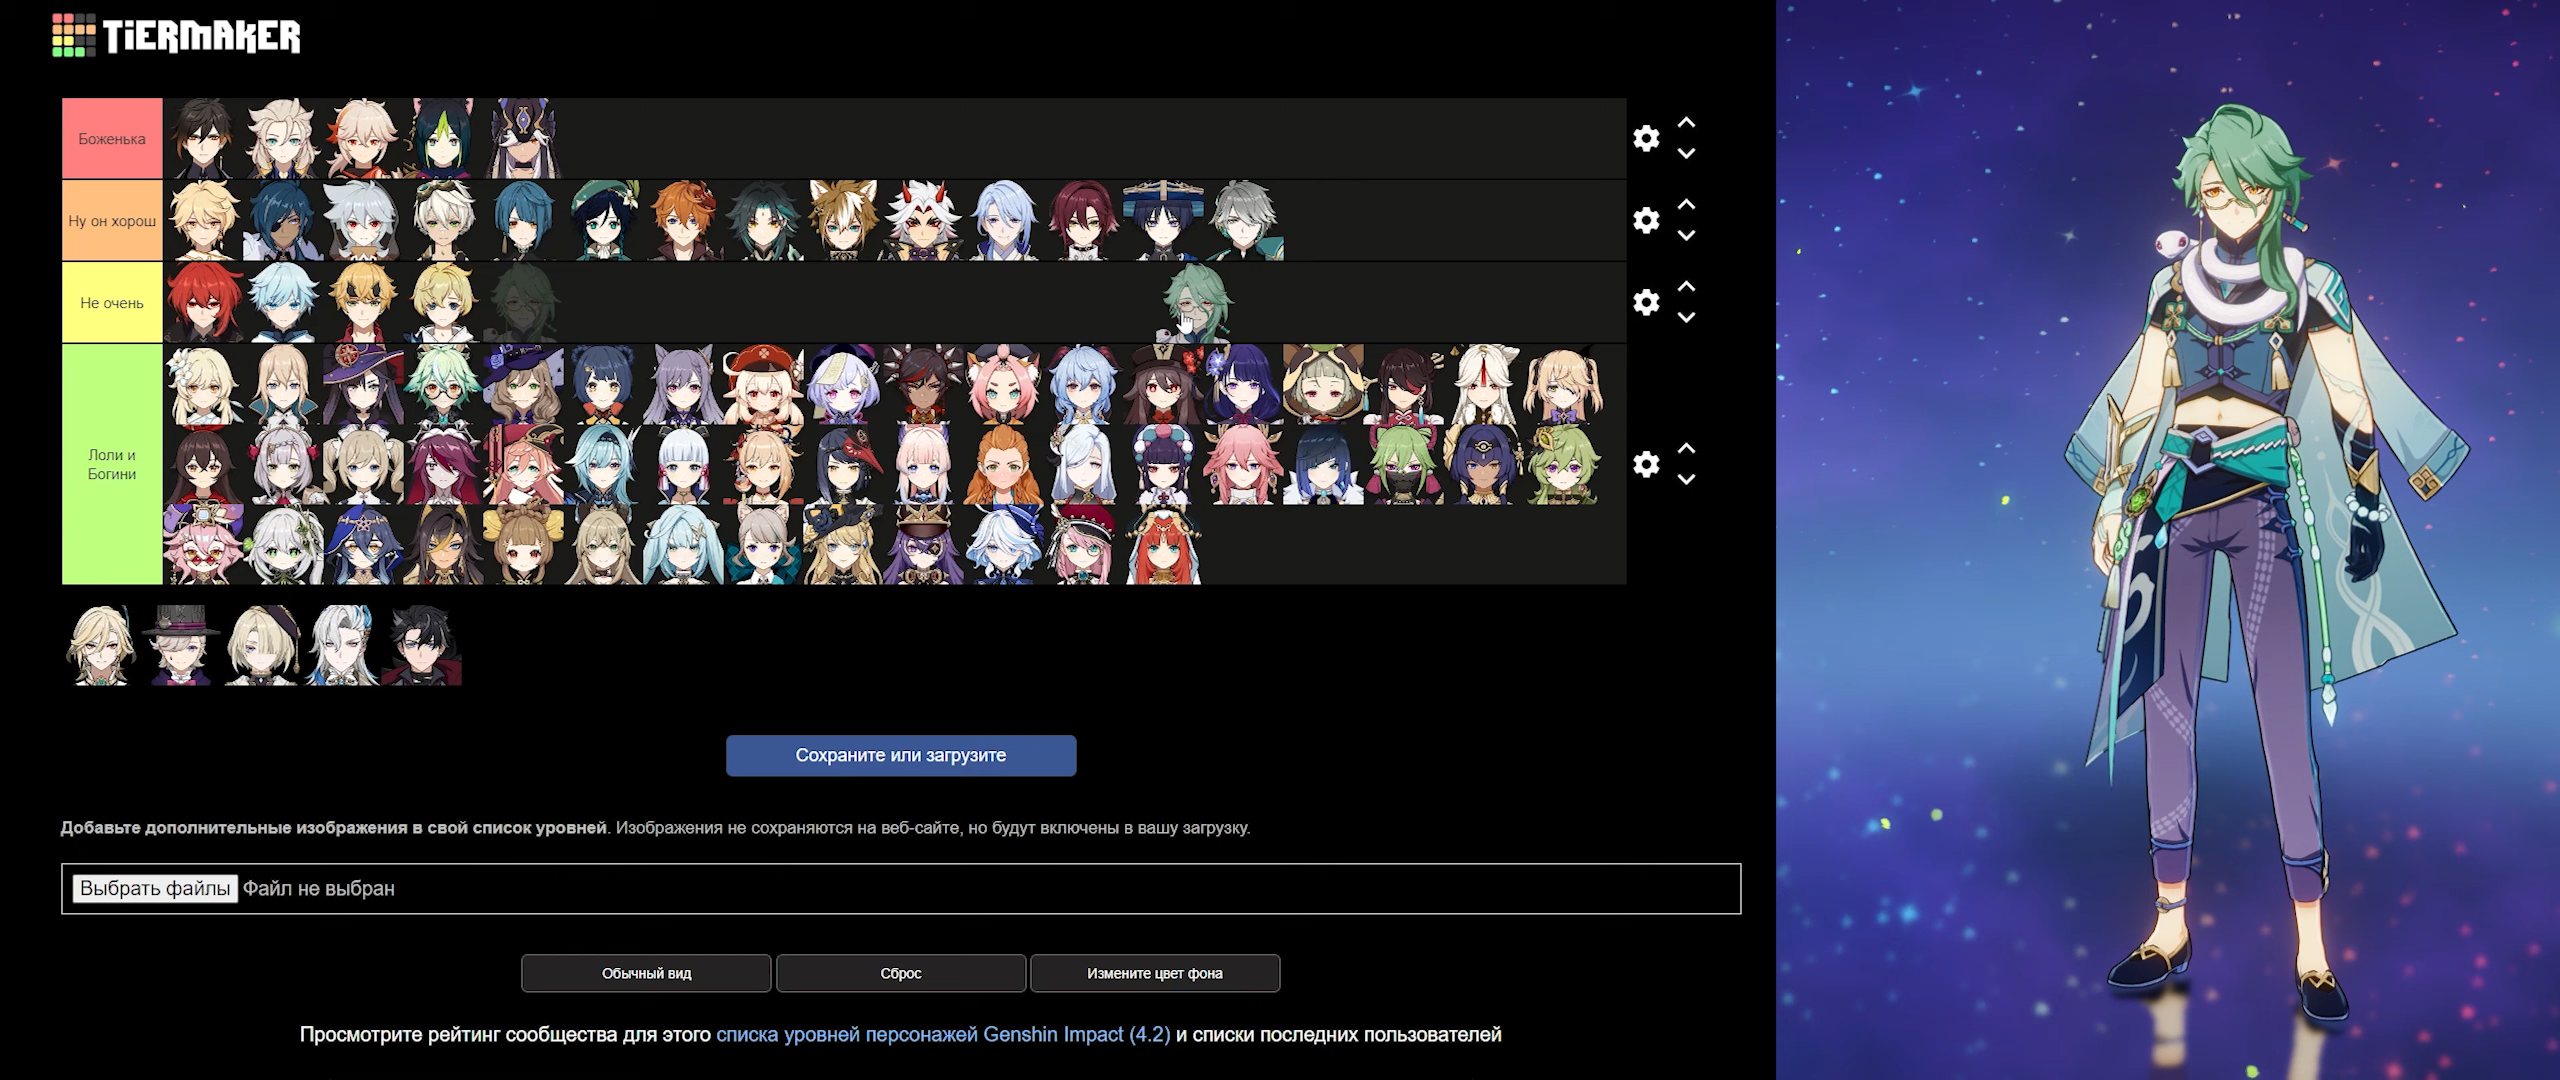 TiERMAKER
Боженька
Ну он хорош
Не очень
Лоли и
Богини
Сохраните или загрузите
Добавьте дополнительные изображения в свой список уровней. Изображения не сохраняются на веб-сайте, но будут включены в вашу загрузку.
Выбрать файлы Файл не выбран
Обычный вид
Сброс
Измените цвет фона
Просмотрите рейтинг сообщества для этого списка уровней персонажей Genshin Impact (4.2) и списки последних пользователей